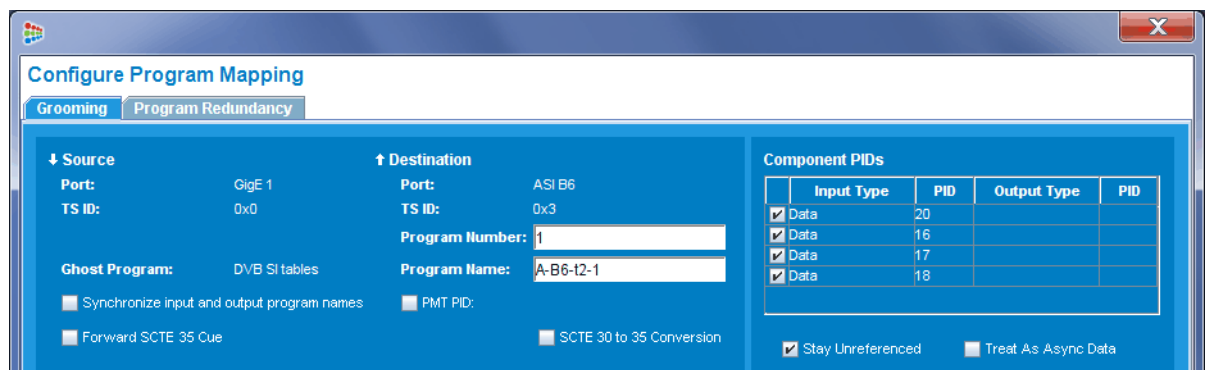 X
Configure Program Mapping
Grooming Program Redundancy
Source
Port: GigE 1
TS ID: 0x0
Ghost Program: DVB SI tables
Synchronize input and output program names
Forward SCTE 35 Cue
Destination
Port: ASI B6
TS ID: 0x3
Program Number: 1
Program Name: A-B6-t2-1
PMT PID:
SCTE 30 to 35 Conversion
Component PIDs
Input Type PID Output Type PID
Data 20
Data 16
Data 17
Data 18
Stay Unreferenced Treat As Async Data